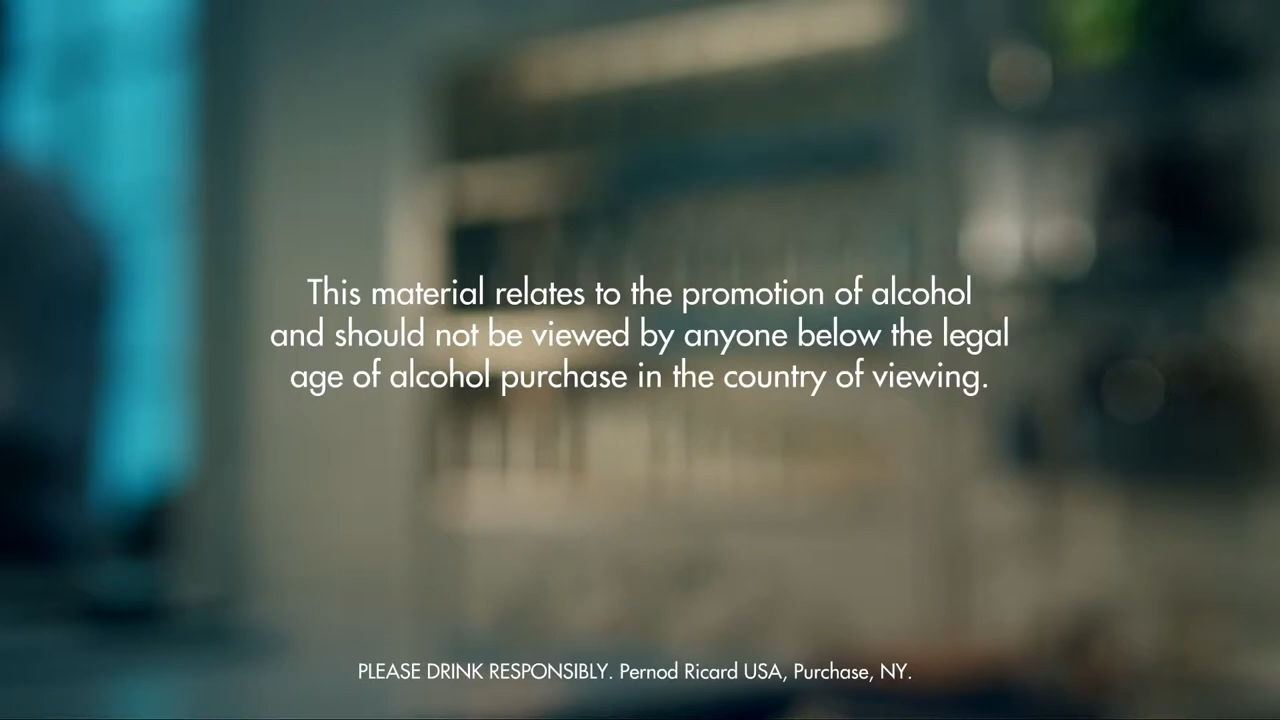 This material relates to the promotion of alcohol
and should not be viewed by anyone below the legal
age of alcohol purchase in the country of viewing.
PLEASE DRINK RESPONSIBLY. Pernod Ricard USA, Purchase, NY.